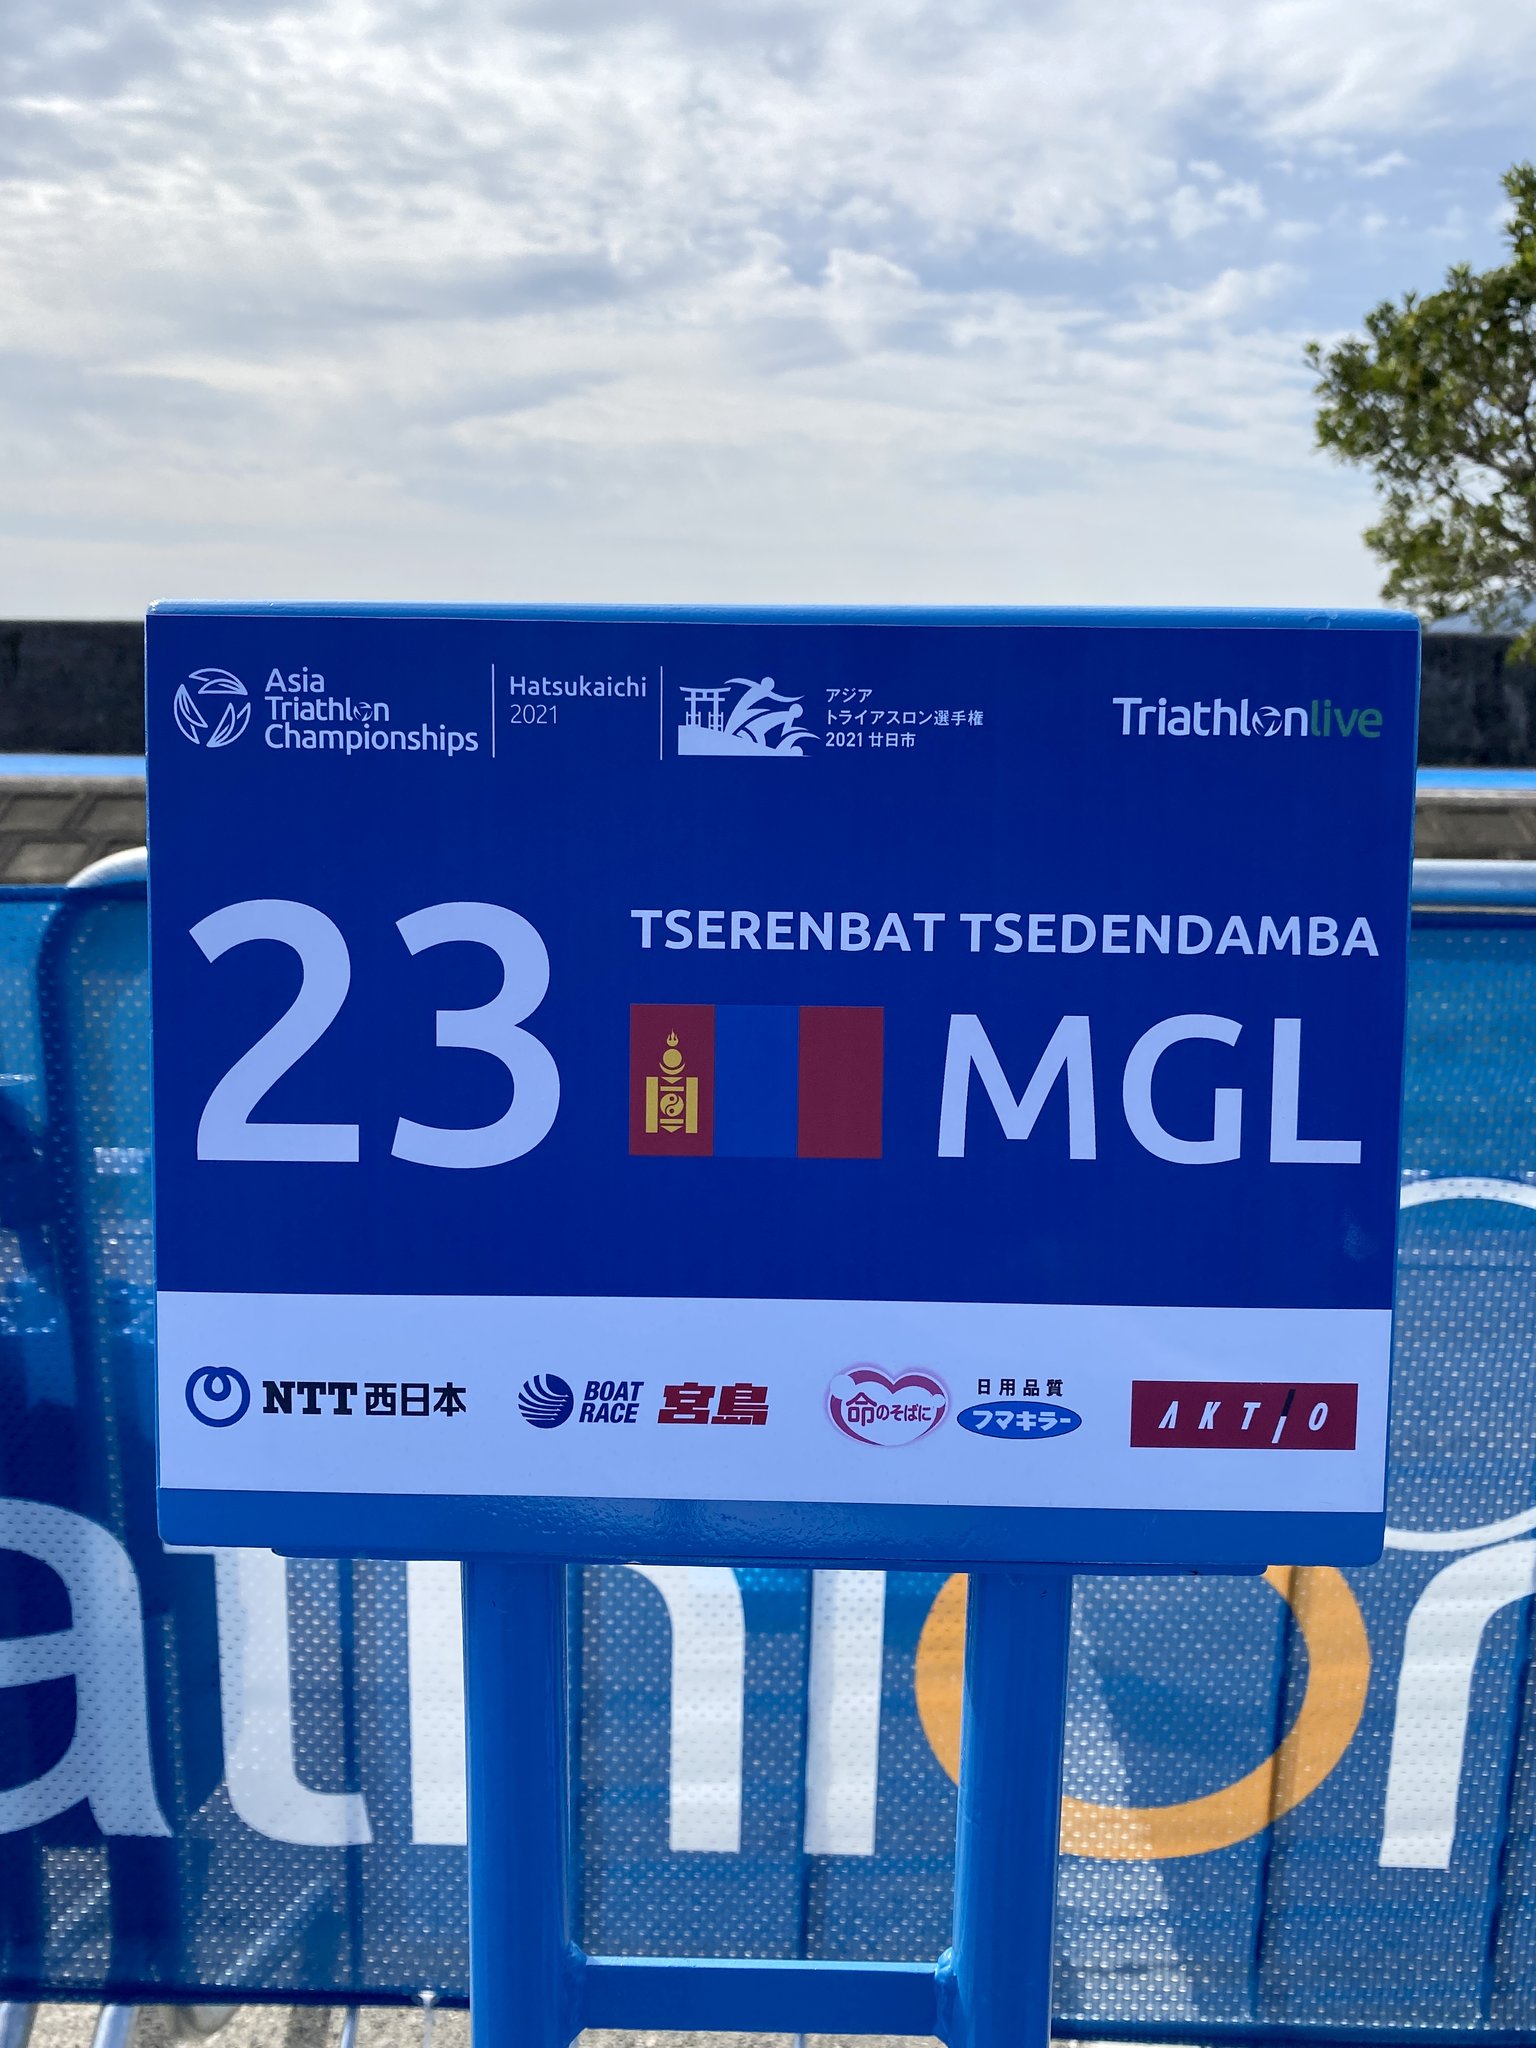 Asia
Triathlon
Championships
Hatsukaichi
2021
アジア
トライアスロン選手権
2021 廿日市
Triathlonlive
23
TSERENBAT TSEDENDAMBA
MGL
NTT西日本
BOAT
RACE
宮島
命のそばに
日用品質
フマキラー
AKTIO